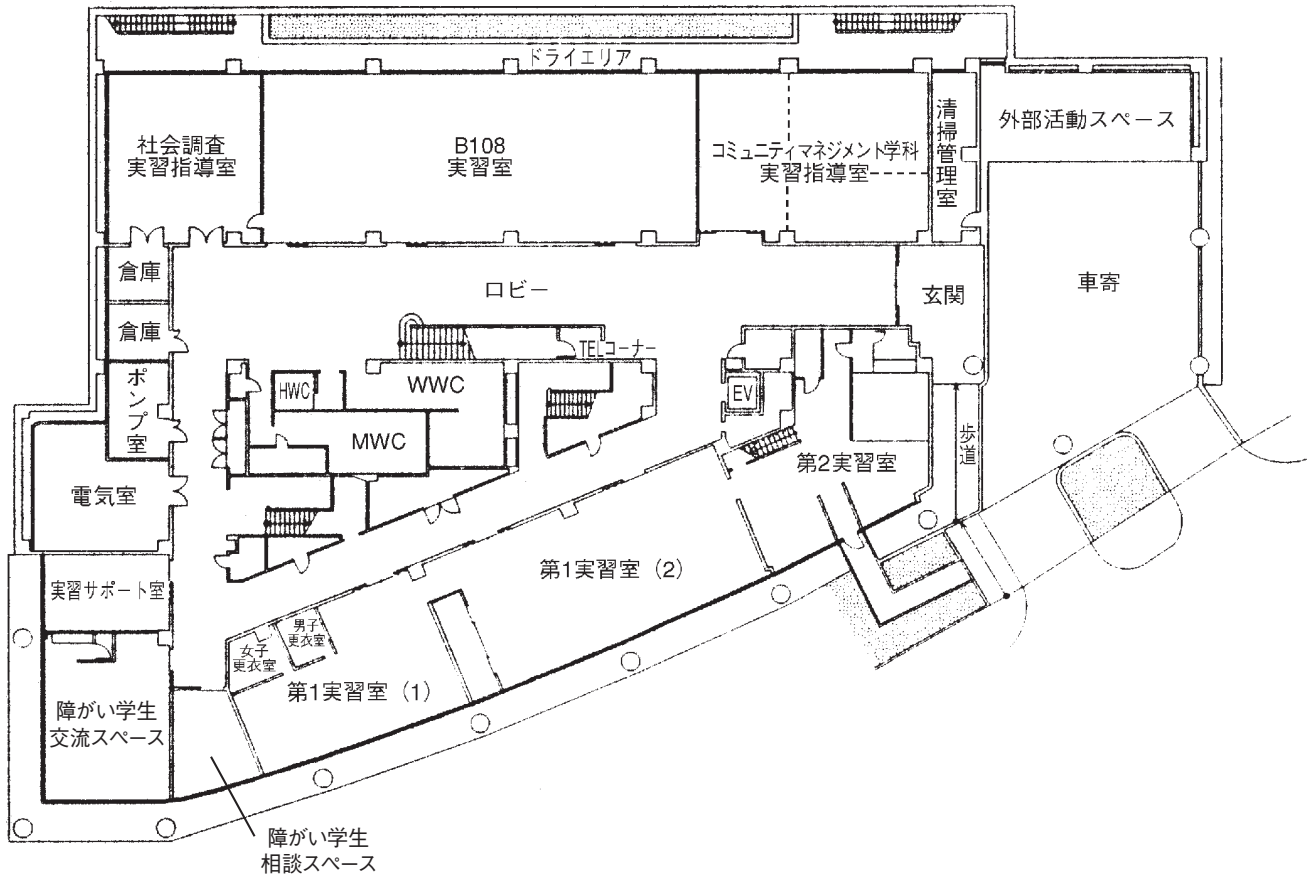 ドライエリア
社会調査
実習指導室
B108
実習室
コミュニティマネジメント学科
実習指導室
清掃管理室
外部活動スペース
倉庫
ロビー
玄関
車寄
倉庫
TELコーナー
ポンプ室
HWC
WWC
EV
MWC
歩道
第2実習室
電気室
第1実習室（2）
実習サポート室
男子
更衣室
女子
更衣室
第1実習室（1）
障がい学生
交流スペース
障がい学生
相談スペース